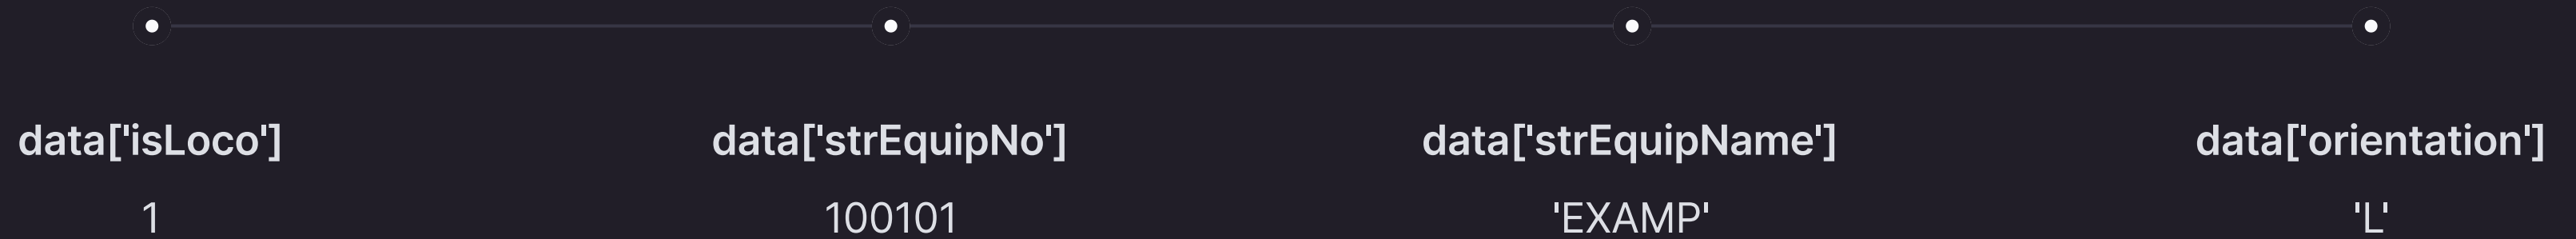 data['isLoco'] data['strEquipNo'] data['strEquipName'] data['orientation']
1 100101 'EXAMP' 'L'